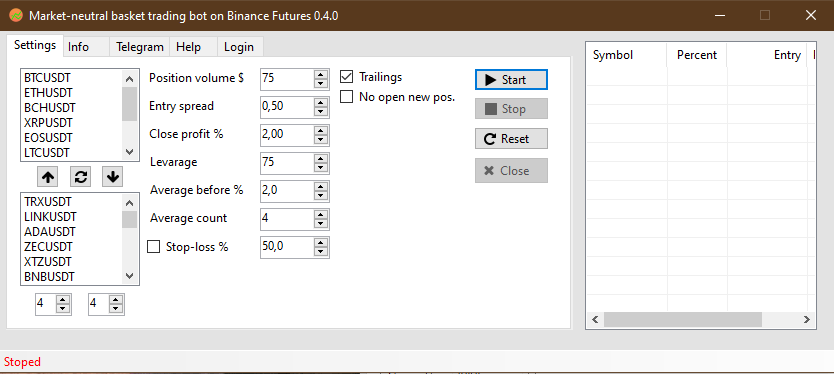 Market-neutral basket trading bot on Binance Futures 0.4.0
Settings Info Telegram Help Login
BTCUSDT
ETHUSDT
BCHUSDT
XRPUSDT
EOSUSDT
LTCUSDT
TRXUSDT
LINKUSDT
ADAUSDT
ZECUSDT
XTZUSDT
BNBUSDT
4 4
Position volume $ 75
Entry spread 0,50
Close profit % 2,00
Levarage 75
Average before % 2,0
Average count 4
Stop-loss % 50,0
Trailings
No open new pos.
Start
Stop
Reset
Close
Symbol Percent Entry
Stoped